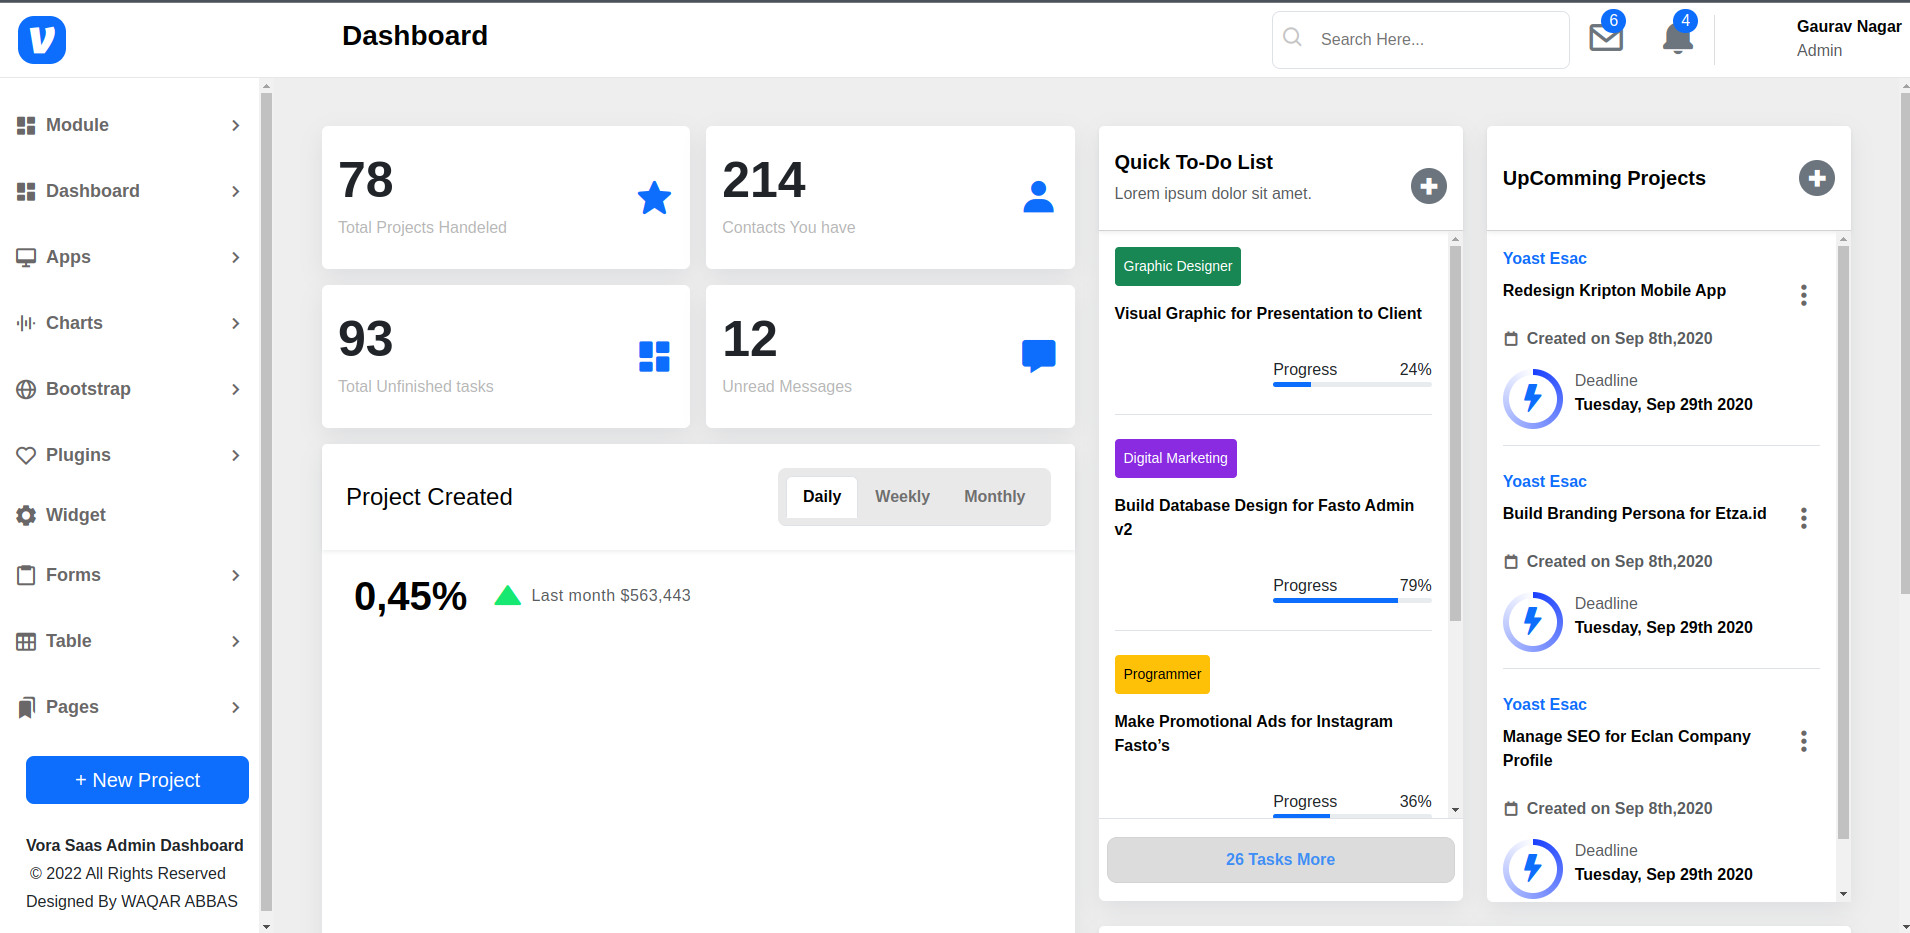 Dashboard
Search Here...
6
4
Gaurav Nagar
Admin
Module
Dashboard
Apps
Charts
Bootstrap
Plugins
Widget
Forms
Table
Pages
+ New Project
Vora Saas Admin Dashboard
© 2022 All Rights Reserved
Designed By WAQAR ABBAS
78
Total Projects Handeled
214
Contacts You have
93
Total Unfinished tasks
12
Unread Messages
Project Created
Daily Weekly Monthly
0,45%
Last month $563,443
Quick To-Do List
Lorem ipsum dolor sit amet.
Graphic Designer
Visual Graphic for Presentation to Client
Progress 24%
Digital Marketing
Build Database Design for Fasto Admin
v2
Progress 79%
Programmer
Make Promotional Ads for Instagram
Fasto’s
Progress 36%
26 Tasks More
UpComming Projects
Yoast Esac
Redesign Kripton Mobile App
Created on Sep 8th,2020
Deadline
Tuesday, Sep 29th 2020
Yoast Esac
Build Branding Persona for Etza.id
Created on Sep 8th,2020
Deadline
Tuesday, Sep 29th 2020
Yoast Esac
Manage SEO for Eclan Company
Profile
Created on Sep 8th,2020
Deadline
Tuesday, Sep 29th 2020